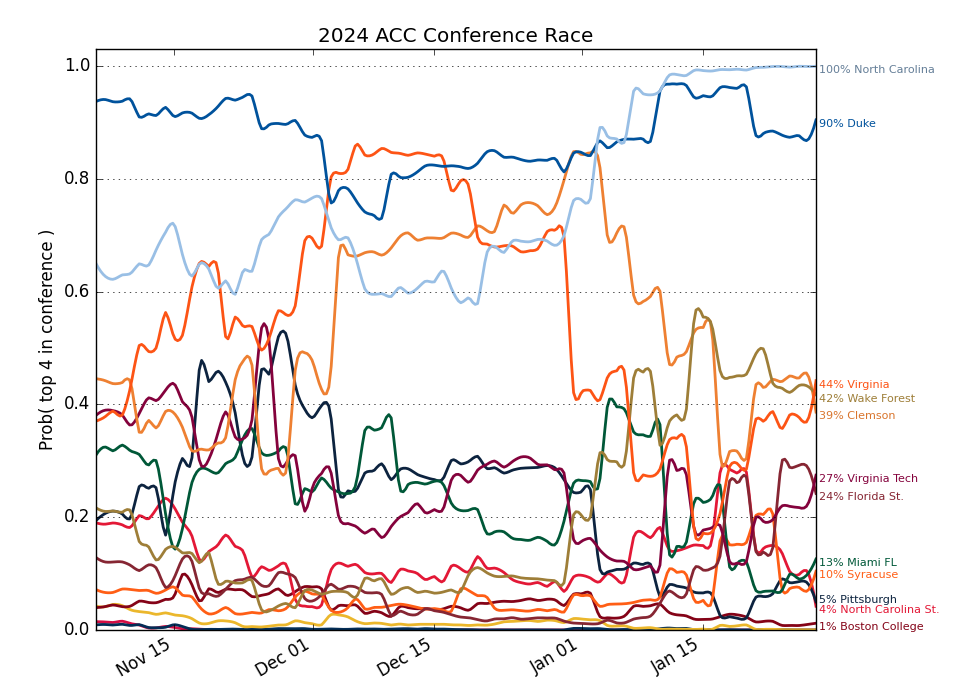 2024 ACC Conference Race
Prob( top 4 in conference )
1.0
0.8
0.6
0.4
0.2
0.0
Nov 15
Dec 01
Dec 15
Jan 01
Jan 15
100% North Carolina
90% Duke
44% Virginia
42% Wake Forest
39% Clemson
27% Virginia Tech
24% Florida St.
13% Miami FL
10% Syracuse
5% Pittsburgh
4% North Carolina St.
1% Boston College